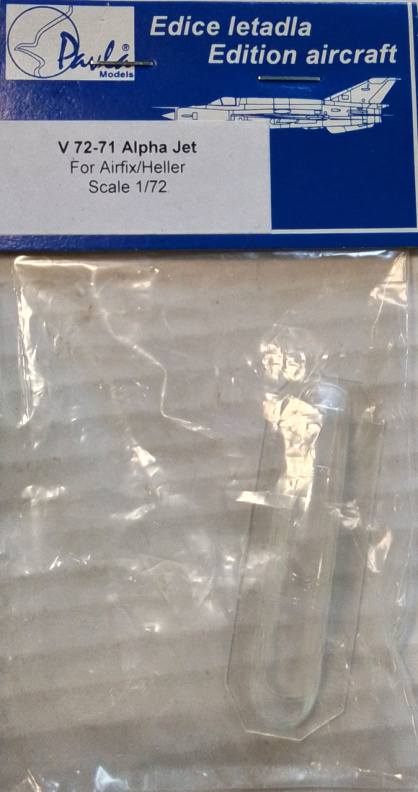 Pavla®
Models
Edice letadla
Edition aircraft
V 72-71 Alpha Jet
For Airfix/Heller
Scale 1/72